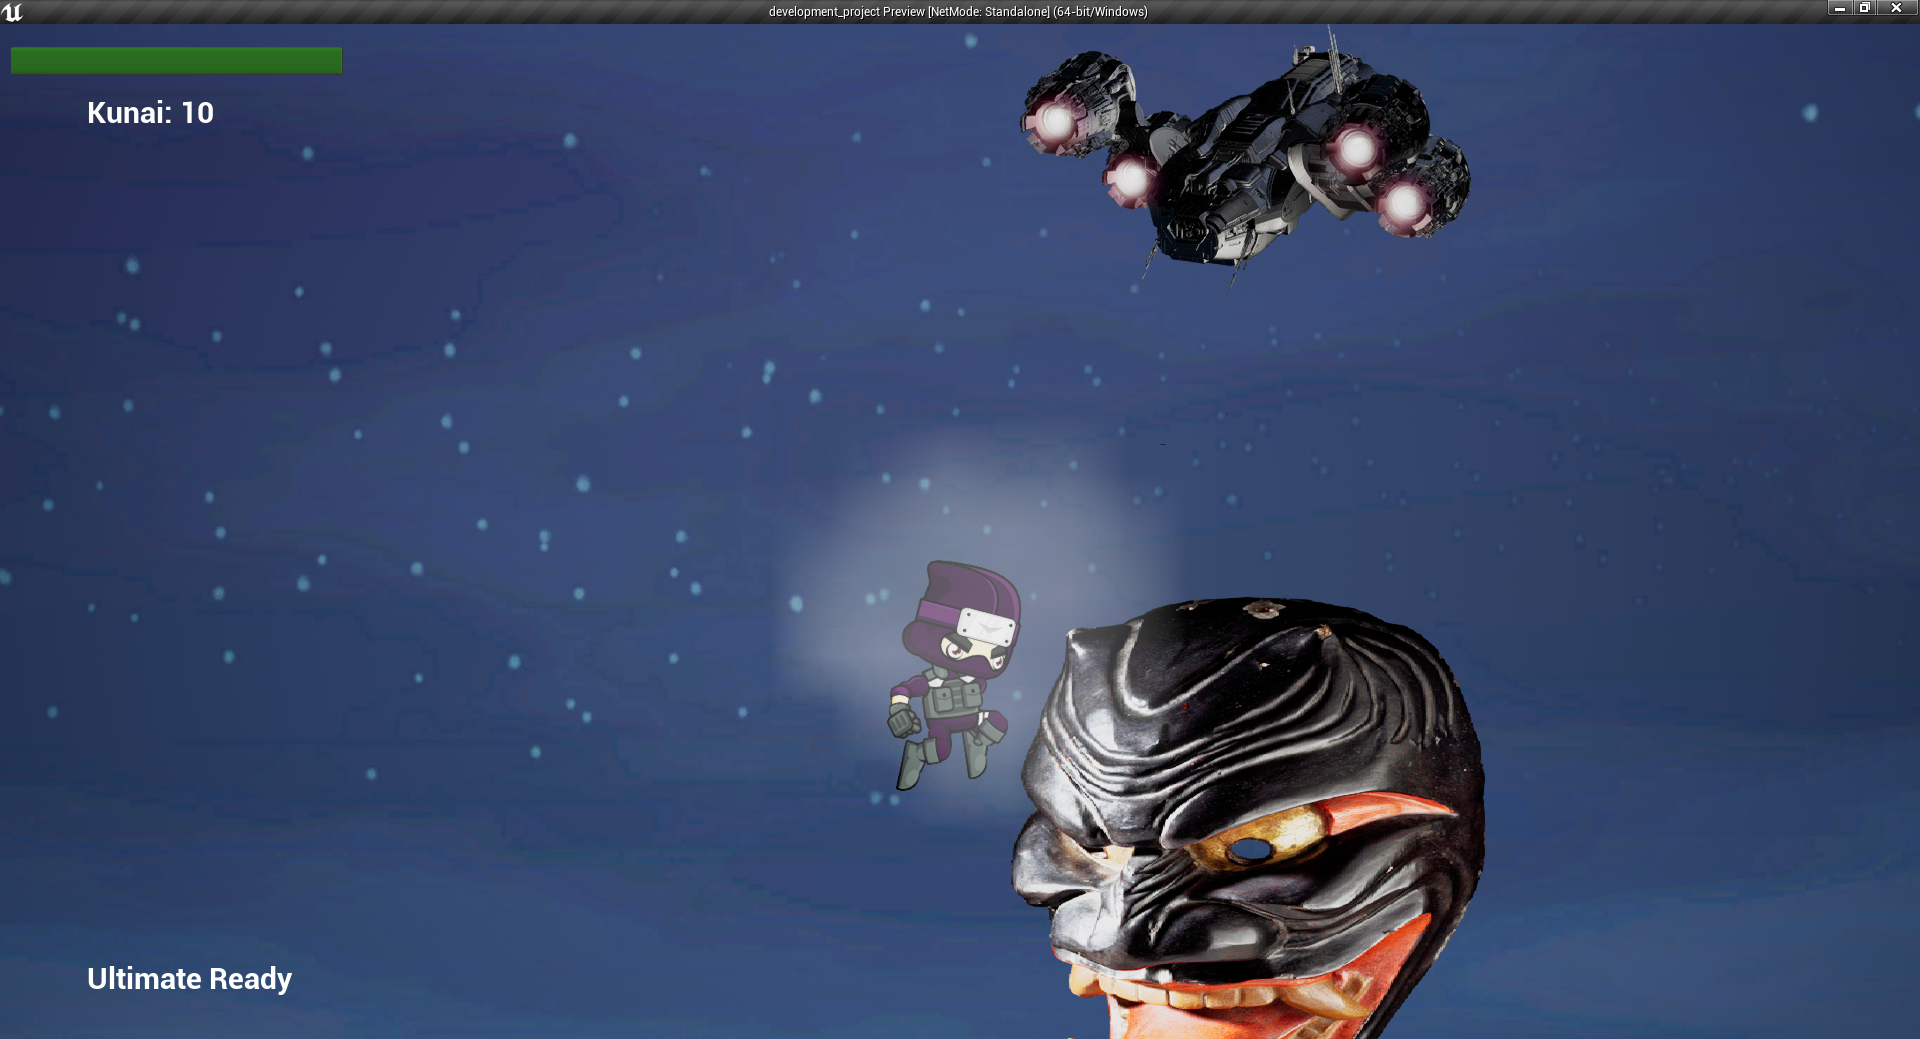 development_project Preview [NetMode: Standalone] (64-bit/Windows)
Kunai: 10
Ultimate Ready